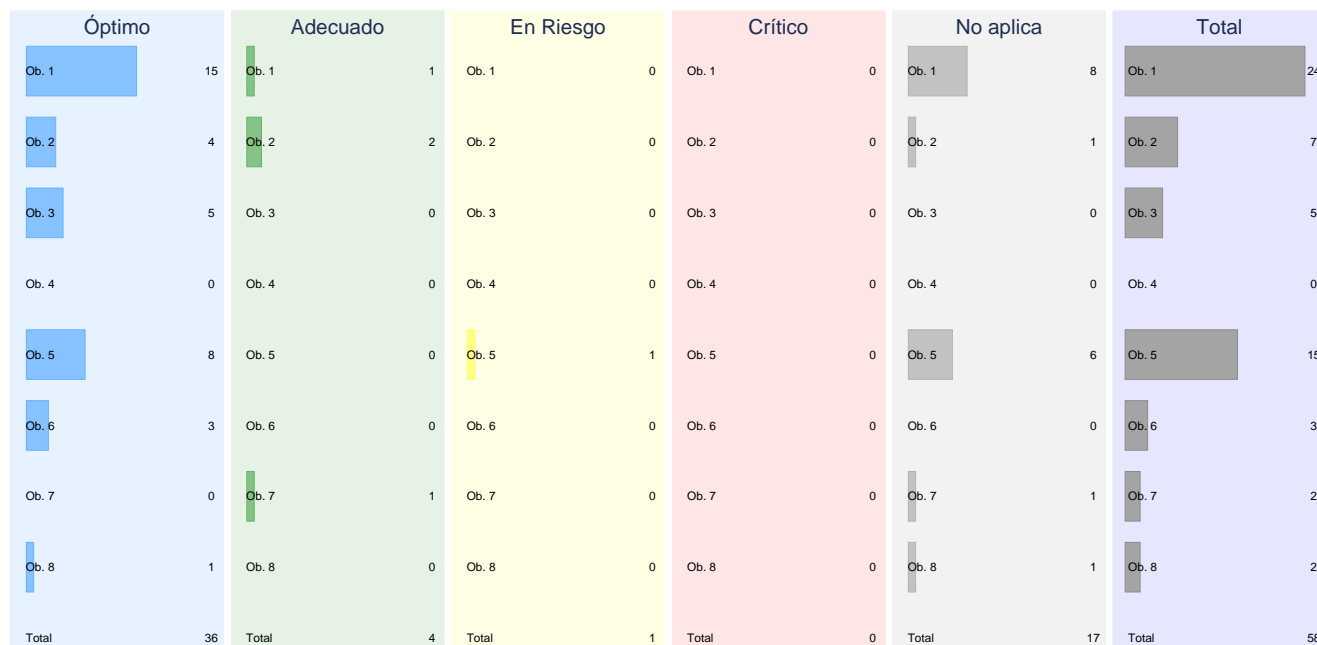 Óptimo Adecuado En Riesgo Crítico No aplica Total
Ob. 1 15 Ob. 1 1 Ob. 1 0 Ob. 1 0 Ob. 1 8 Ob. 1 24
Ob. 2 4 Ob. 2 2 Ob. 2 0 Ob. 2 0 Ob. 2 1 Ob. 2 7
Ob. 3 5 Ob. 3 0 Ob. 3 0 Ob. 3 0 Ob. 3 0 Ob. 3 5
Ob. 4 0 Ob. 4 0 Ob. 4 0 Ob. 4 0 Ob. 4 0 Ob. 4 0
Ob. 5 8 Ob. 5 0 Ob. 5 1 Ob. 5 0 Ob. 5 6 Ob. 5 15
Ob. 6 3 Ob. 6 0 Ob. 6 0 Ob. 6 0 Ob. 6 0 Ob. 6 3
Ob. 7 0 Ob. 7 1 Ob. 7 0 Ob. 7 0 Ob. 7 1 Ob. 7 2
Ob. 8 1 Ob. 8 0 Ob. 8 0 Ob. 8 0 Ob. 8 1 Ob. 8 2
Total 36 Total 4 Total 1 Total 0 Total 17 Total 58